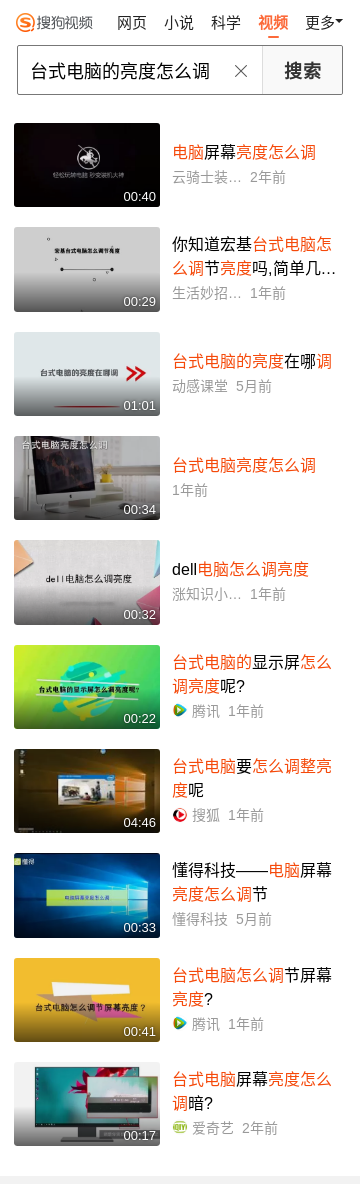 搜狗视频 网页 小说 科学 视频 更多
台式电脑的亮度怎么调 搜索
轻松玩转电脑 秒变装机大神
00:40
电脑屏幕亮度怎么调
云骑士装… 2年前
宏基台式电脑怎么调节亮度
00:29
你知道宏基台式电脑怎
么调节亮度吗,简单几…
生活妙招… 1年前
台式电脑的亮度在哪调
01:01
台式电脑的亮度在哪调
动感课堂 5月前
台式电脑亮度怎么调
00:34
台式电脑亮度怎么调
1年前
dell电脑怎么调亮度
00:32
dell电脑怎么调亮度
涨知识小… 1年前
台式电脑的显示屏怎么调亮度呢?
00:22
台式电脑的显示屏怎么
调亮度呢?
腾讯 1年前
04:46
台式电脑要怎么调整亮
度呢
搜狐 1年前
懂得
电脑屏幕亮度怎么调
00:33
懂得科技——电脑屏幕
亮度怎么调节
懂得科技 5月前
台式电脑怎么调节屏幕亮度？
00:41
台式电脑怎么调节屏幕
亮度?
腾讯 1年前
00:17
台式电脑屏幕亮度怎么
调暗?
爱奇艺 2年前